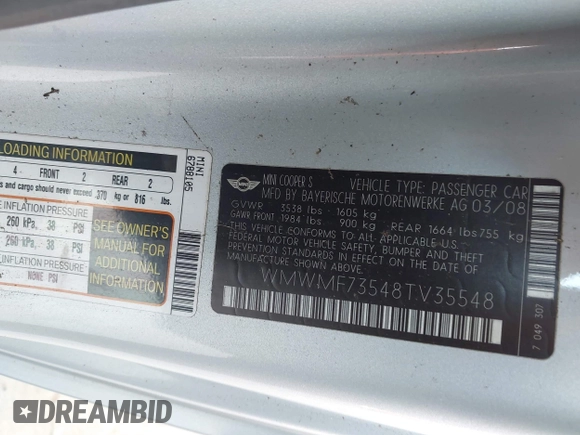 LOADING INFORMATION
4 FRONT 2 REAR 2
s and cargo should never exceed 370 kg or 816 lbs.
INFLATION PRESSURE
260 kPa, 38 PSI
260 kPa, 38 PSI
INFLATION PRESSURE
NONE PSI
SEE OWNER'S
MANUAL FOR
ADDITIONAL
INFORMATION
MINI
6788105
MINI
MINI COOPER S VEHICLE TYPE: PASSENGER CAR
MFD BY BAYERISCHE MOTORENWERKE AG 03/08
GVWR 3538 lbs 1605 kg
GAWR FRONT 1984 lbs 900 kg REAR 1664 lbs 755 kg
THIS VEHICLE CONFORMS TO ALL APPLICABLE U.S.
FEDERAL MOTOR VEHICLE SAFETY, BUMPER AND THEFT
PREVENTION STANDARDS IN EFFECT ON THE DATE OF
MANUFACTURE SHOWN ABOVE.
WMWMF73548TV35548
7 049 307
DREAMBID